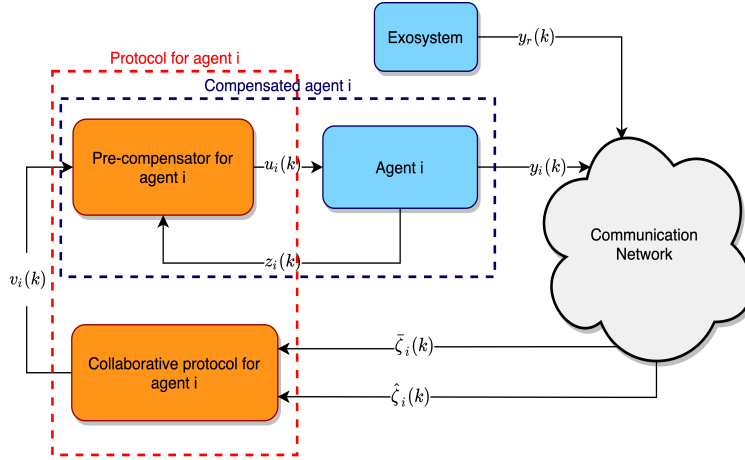 Exosystem
y_r(k)
Protocol for agent i
Compensated agent i
Pre-compensator for
agent i
u_i(k)
Agent i
y_i(k)
Communication
Network
z_i(k)
v_i(k)
Collaborative protocol for
agent i
ζ̄_i(k)
ζ̂_i(k)